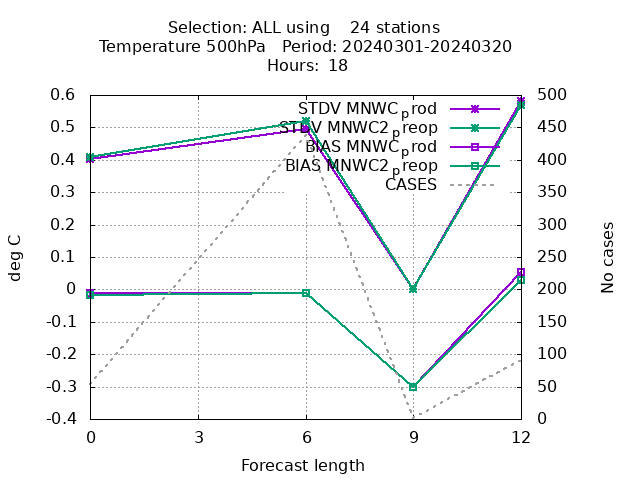 Selection: ALL using 24 stations
Temperature 500hPa Period: 20240301-20240320
Hours: 18
0.6
0.5
0.4
0.3
0.2
0.1
0
-0.1
-0.2
-0.3
-0.4
deg C
STDV MNWC_prod
STDV MNWC2_preop
BIAS MNWC_prod
BIAS MNWC2_preop
CASES
500
450
400
350
300
250
200
150
100
50
0
No cases
0 3 6 9 12
Forecast length